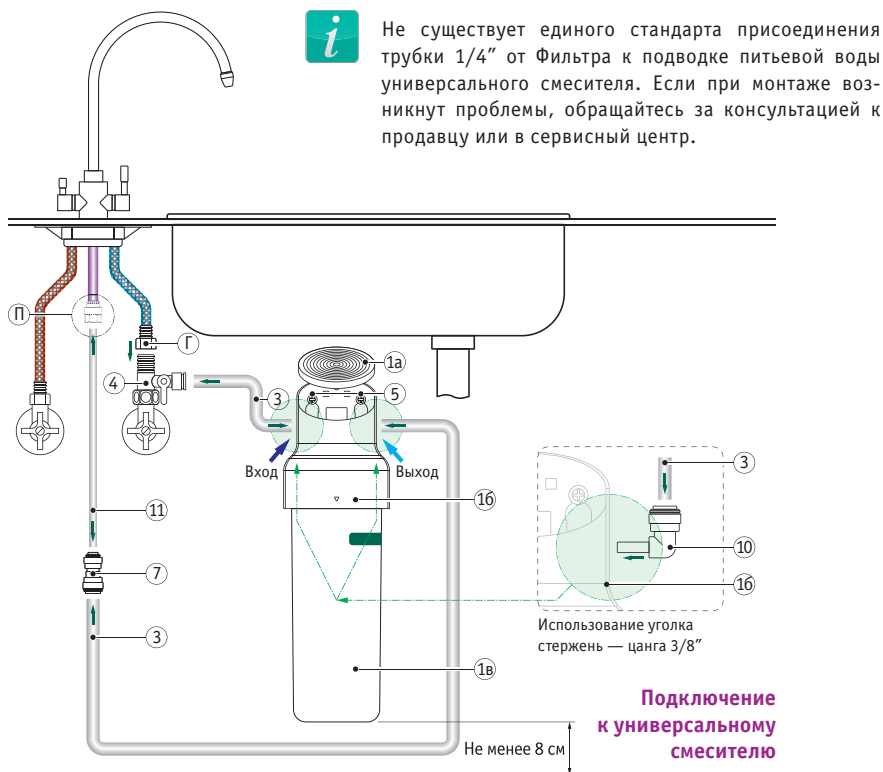 i
Не существует единого стандарта присоединения
трубки 1/4″ от Фильтра к подводке питьевой воды
универсального смесителя. Если при монтаже воз-
никнут проблемы, обращайтесь за консультацией к
продавцу или в сервисный центр.
П
Г
1а
4
3
5
Вход
Выход
3
1б
11
10
7
1б
3
Использование уголка
стержень — цанга 3/8″
1в
Подключение
к универсальному
смесителю
Не менее 8 см